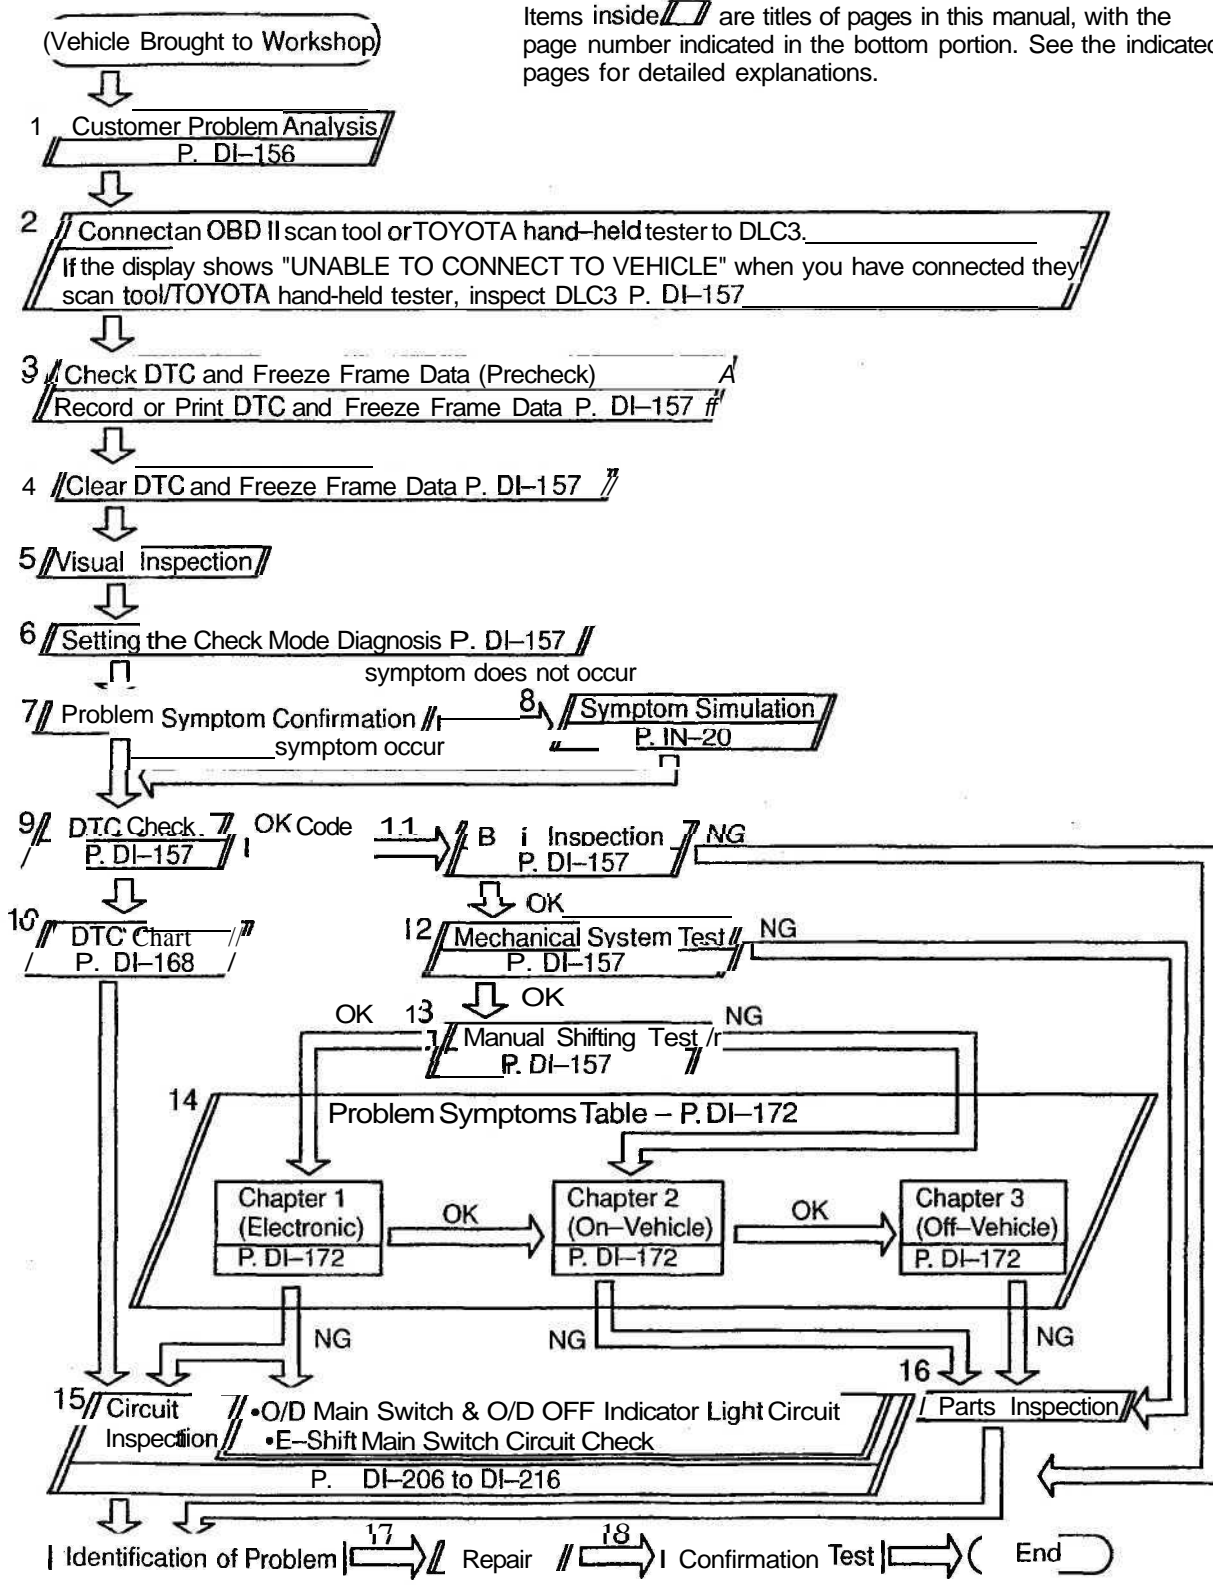 Items inside are titles of pages in this manual, with the
page number indicated in the bottom portion. See the indicated
pages for detailed explanations.
(Vehicle Brought to Workshop)
1 Customer Problem Analysis
P. DI–156
2 Connect an OBD II scan tool or TOYOTA hand–held tester to DLC3.
If the display shows "UNABLE TO CONNECT TO VEHICLE" when you have connected they
scan tool/TOYOTA hand-held tester, inspect DLC3 P. DI–157
3 Check DTC and Freeze Frame Data (Precheck)
Record or Print DTC and Freeze Frame Data P. DI–157
4 Clear DTC and Freeze Frame Data P. DI–157
5 Visual Inspection
6 Setting the Check Mode Diagnosis P. DI–157
symptom does not occur
7 Problem Symptom Confirmation
8 Symptom Simulation
P. IN–20
symptom occur
9 DTC Check
P. DI–157
OK Code
11 B i Inspection
P. DI–157
NG
OK
10 DTC Chart
P. DI–168
12 Mechanical System Test
P. DI–157
NG
OK
OK
13 Manual Shifting Test
P. DI–157
NG
14 Problem Symptoms Table – P. DI–172
Chapter 1
(Electronic)
P. DI–172
OK
Chapter 2
(On–Vehicle)
P. DI–172
OK
Chapter 3
(Off–Vehicle)
P. DI–172
NG
NG
NG
15 Circuit
Inspection
•O/D Main Switch & O/D OFF Indicator Light Circuit
•E–Shift Main Switch Circuit Check
P. DI–206 to DI–216
16 Parts Inspection
Identification of Problem
17 Repair
18 Confirmation Test
End